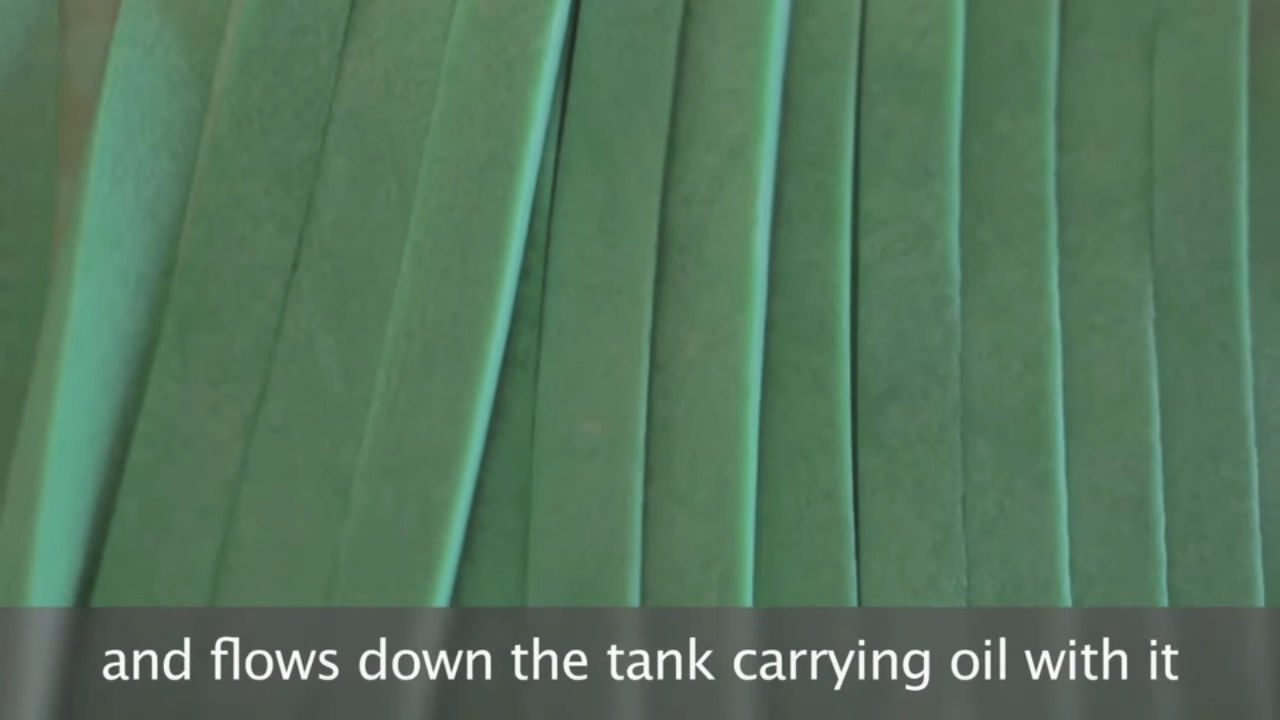 and flows down the tank carrying oil with it